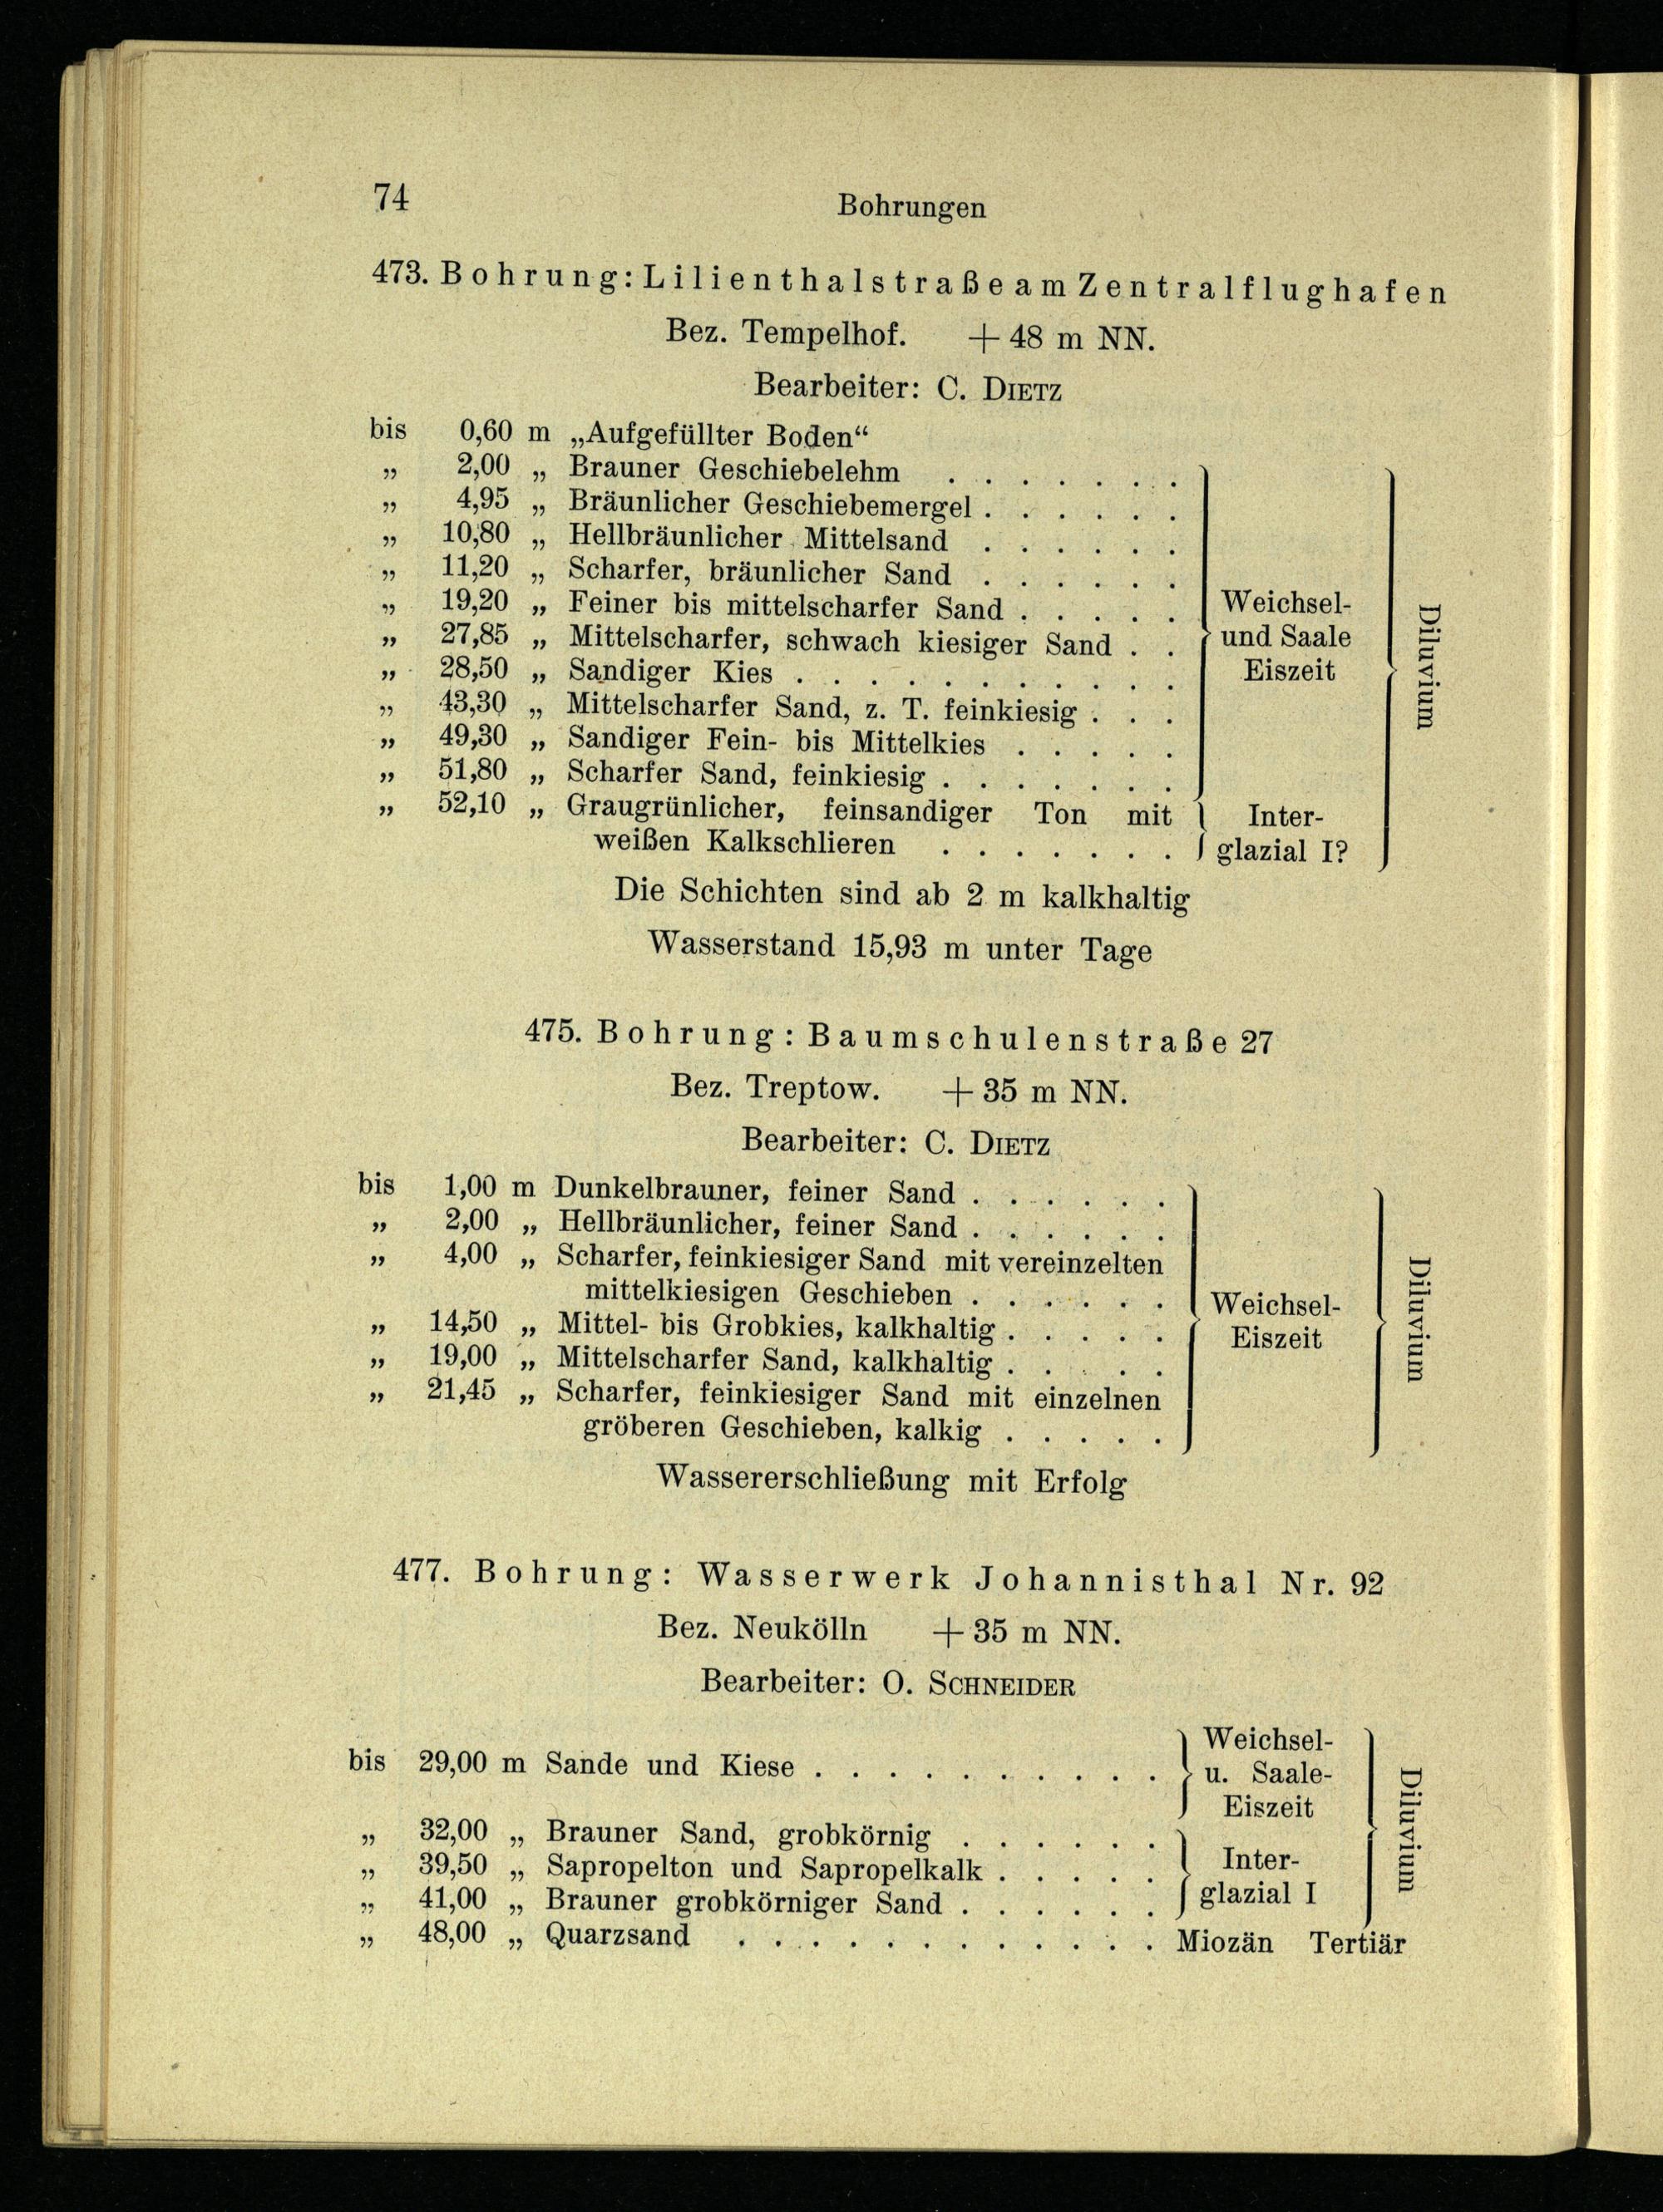 74
Bohrungen
473. Bohrung: Lilienthalstraße am Zentralflughafen
Bez. Tempelhof. + 48 m NN.
Bearbeiter: C. DIETZ
bis 0,60 m „Aufgefüllter Boden“
„ 2,00 „ Brauner Geschiebelehm . . . . . . .
„ 4,95 „ Bräunlicher Geschiebemergel . . . . . .
„ 10,80 „ Hellbräunlicher Mittelsand . . . . . .
„ 11,20 „ Scharfer, bräunlicher Sand . . . . . .
„ 19,20 „ Feiner bis mittelscharfer Sand . . . . . Weichsel-
„ 27,85 „ Mittelscharfer, schwach kiesiger Sand . . und Saale
„ 28,50 „ Sandiger Kies . . . . . . . . . . . Eiszeit
„ 43,30 „ Mittelscharfer Sand, z. T. feinkiesig . . .
„ 49,30 „ Sandiger Fein- bis Mittelkies . . . . .
„ 51,80 „ Scharfer Sand, feinkiesig . . . . . . .
„ 52,10 „ Graugrünlicher, feinsandiger Ton mit Inter-
weißen Kalkschlieren . . . . . . . glazial I?
Diluvium
Die Schichten sind ab 2 m kalkhaltig
Wasserstand 15,93 m unter Tage
475. Bohrung: Baumschulenstraße 27
Bez. Treptow. + 35 m NN.
Bearbeiter: C. DIETZ
bis 1,00 m Dunkelbrauner, feiner Sand . . . . . .
„ 2,00 „ Hellbräunlicher, feiner Sand . . . . . .
„ 4,00 „ Scharfer, feinkiesiger Sand mit vereinzelten
mittelkiesigen Geschieben . . . . . . Weichsel-
„ 14,50 „ Mittel- bis Grobkies, kalkhaltig . . . . . Eiszeit
„ 19,00 „ Mittelscharfer Sand, kalkhaltig . . . . .
„ 21,45 „ Scharfer, feinkiesiger Sand mit einzelnen
gröberen Geschieben, kalkig . . . . .
Diluvium
Wassererschließung mit Erfolg
477. Bohrung: Wasserwerk Johannisthal Nr. 92
Bez. Neukölln + 35 m NN.
Bearbeiter: O. SCHNEIDER
Weichsel-
bis 29,00 m Sande und Kiese . . . . . . . . . . u. Saale-
Eiszeit
„ 32,00 „ Brauner Sand, grobkörnig . . . . . .
„ 39,50 „ Sapropelton und Sapropelkalk . . . . . Inter-
„ 41,00 „ Brauner grobkörniger Sand . . . . . . glazial I
Diluvium
„ 48,00 „ Quarzsand . . . . . . . . . . . . Miozän Tertiär